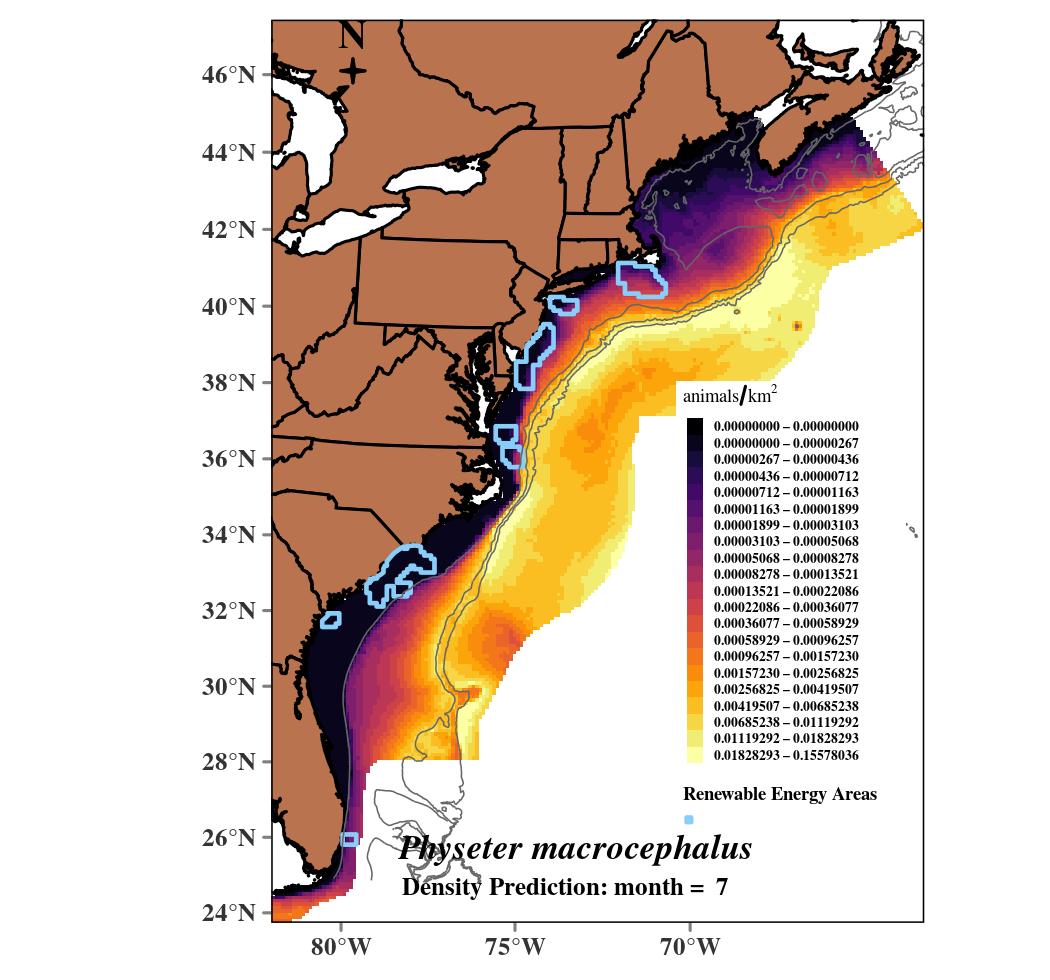 N
46°N
44°N
42°N
40°N
38°N
36°N
34°N
32°N
30°N
28°N
26°N
24°N
80°W
75°W
70°W
animals/km²
0.00000000 – 0.00000000
0.00000000 – 0.00000267
0.00000267 – 0.00000436
0.00000436 – 0.00000712
0.00000712 – 0.00001163
0.00001163 – 0.00001899
0.00001899 – 0.00003103
0.00003103 – 0.00005068
0.00005068 – 0.00008278
0.00008278 – 0.00013521
0.00013521 – 0.00022086
0.00022086 – 0.00036077
0.00036077 – 0.00058929
0.00058929 – 0.00096257
0.00096257 – 0.00157230
0.00157230 – 0.00256825
0.00256825 – 0.00419507
0.00419507 – 0.00685238
0.00685238 – 0.01119292
0.01119292 – 0.01828293
0.01828293 – 0.15578036
Renewable Energy Areas
Physeter macrocephalus
Density Prediction: month = 7